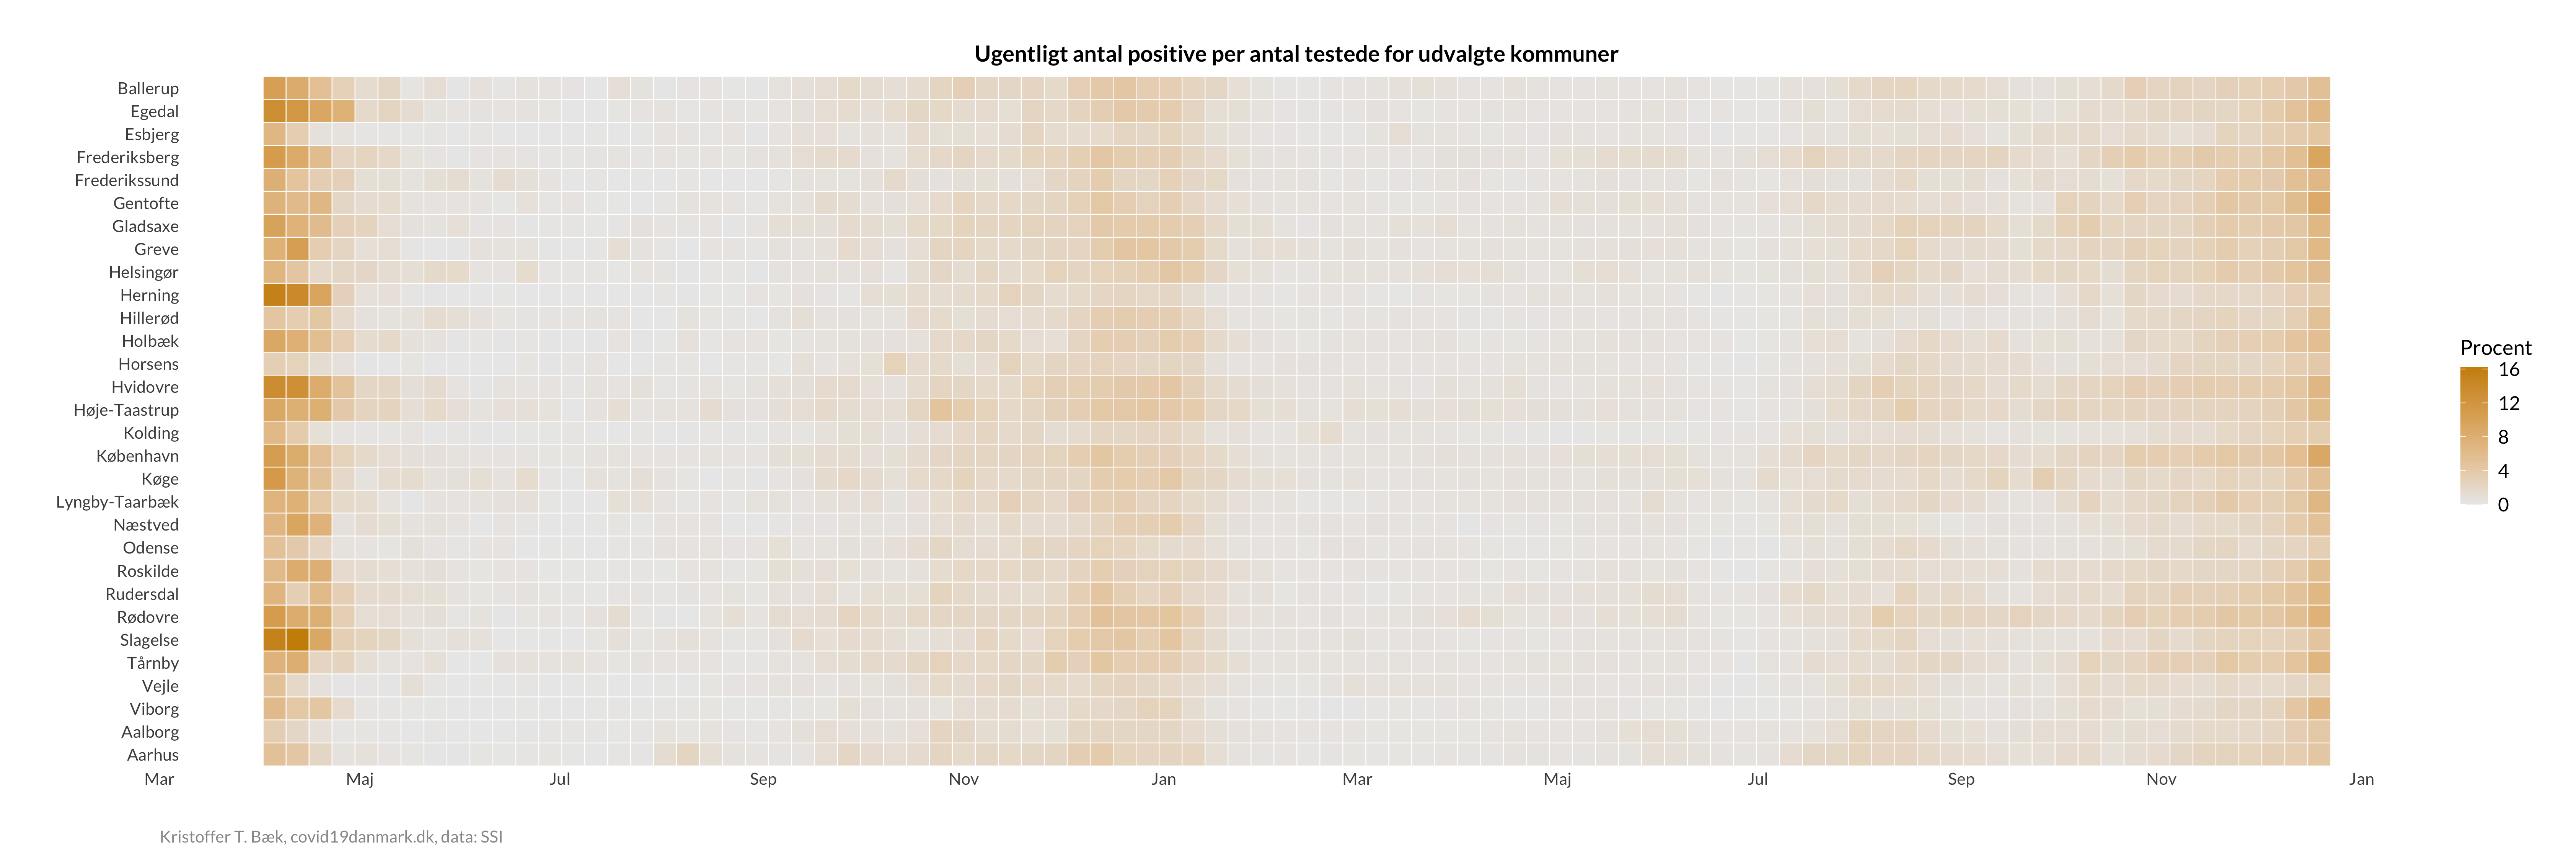 Ugentligt antal positive per antal testede for udvalgte kommuner
Ballerup
Egedal
Esbjerg
Frederiksberg
Frederikssund
Gentofte
Gladsaxe
Greve
Helsingør
Herning
Hillerød
Holbæk
Horsens
Hvidovre
Høje-Taastrup
Kolding
København
Køge
Lyngby-Taarbæk
Næstved
Odense
Roskilde
Rudersdal
Rødovre
Slagelse
Tårnby
Vejle
Viborg
Aalborg
Aarhus
Mar Maj Jul Sep Nov Jan Mar Maj Jul Sep Nov Jan
Procent
16
12
8
4
0
Kristoffer T. Bæk, covid19danmark.dk, data: SSI